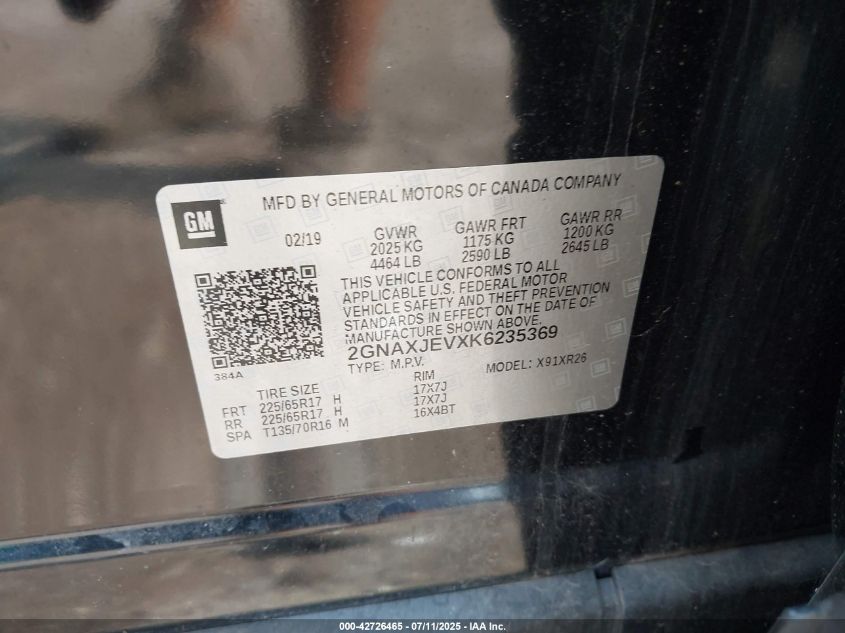 MFD BY GENERAL MOTORS OF CANADA COMPANY
GM
02/19
GVWR GAWR FRT GAWR RR
2025 KG 1175 KG 1200 KG
4464 LB 2590 LB 2645 LB
THIS VEHICLE CONFORMS TO ALL
APPLICABLE U.S. FEDERAL MOTOR
VEHICLE SAFETY AND THEFT PREVENTION
STANDARDS IN EFFECT ON THE DATE OF
MANUFACTURE SHOWN ABOVE.
2GNAXJEVXK6235369
TYPE: M.P.V. MODEL: X91XR26
384A
TIRE SIZE RIM
FRT 225/65R17 H 17X7J
RR 225/65R17 H 17X7J
SPA T135/70R16 M 16X4BT
000-42726465 - 07/11/2025 - IAA Inc.